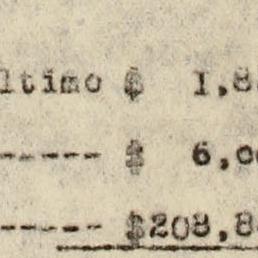 ltimo $ 1,8
----- $ 6,0
----- $208,8